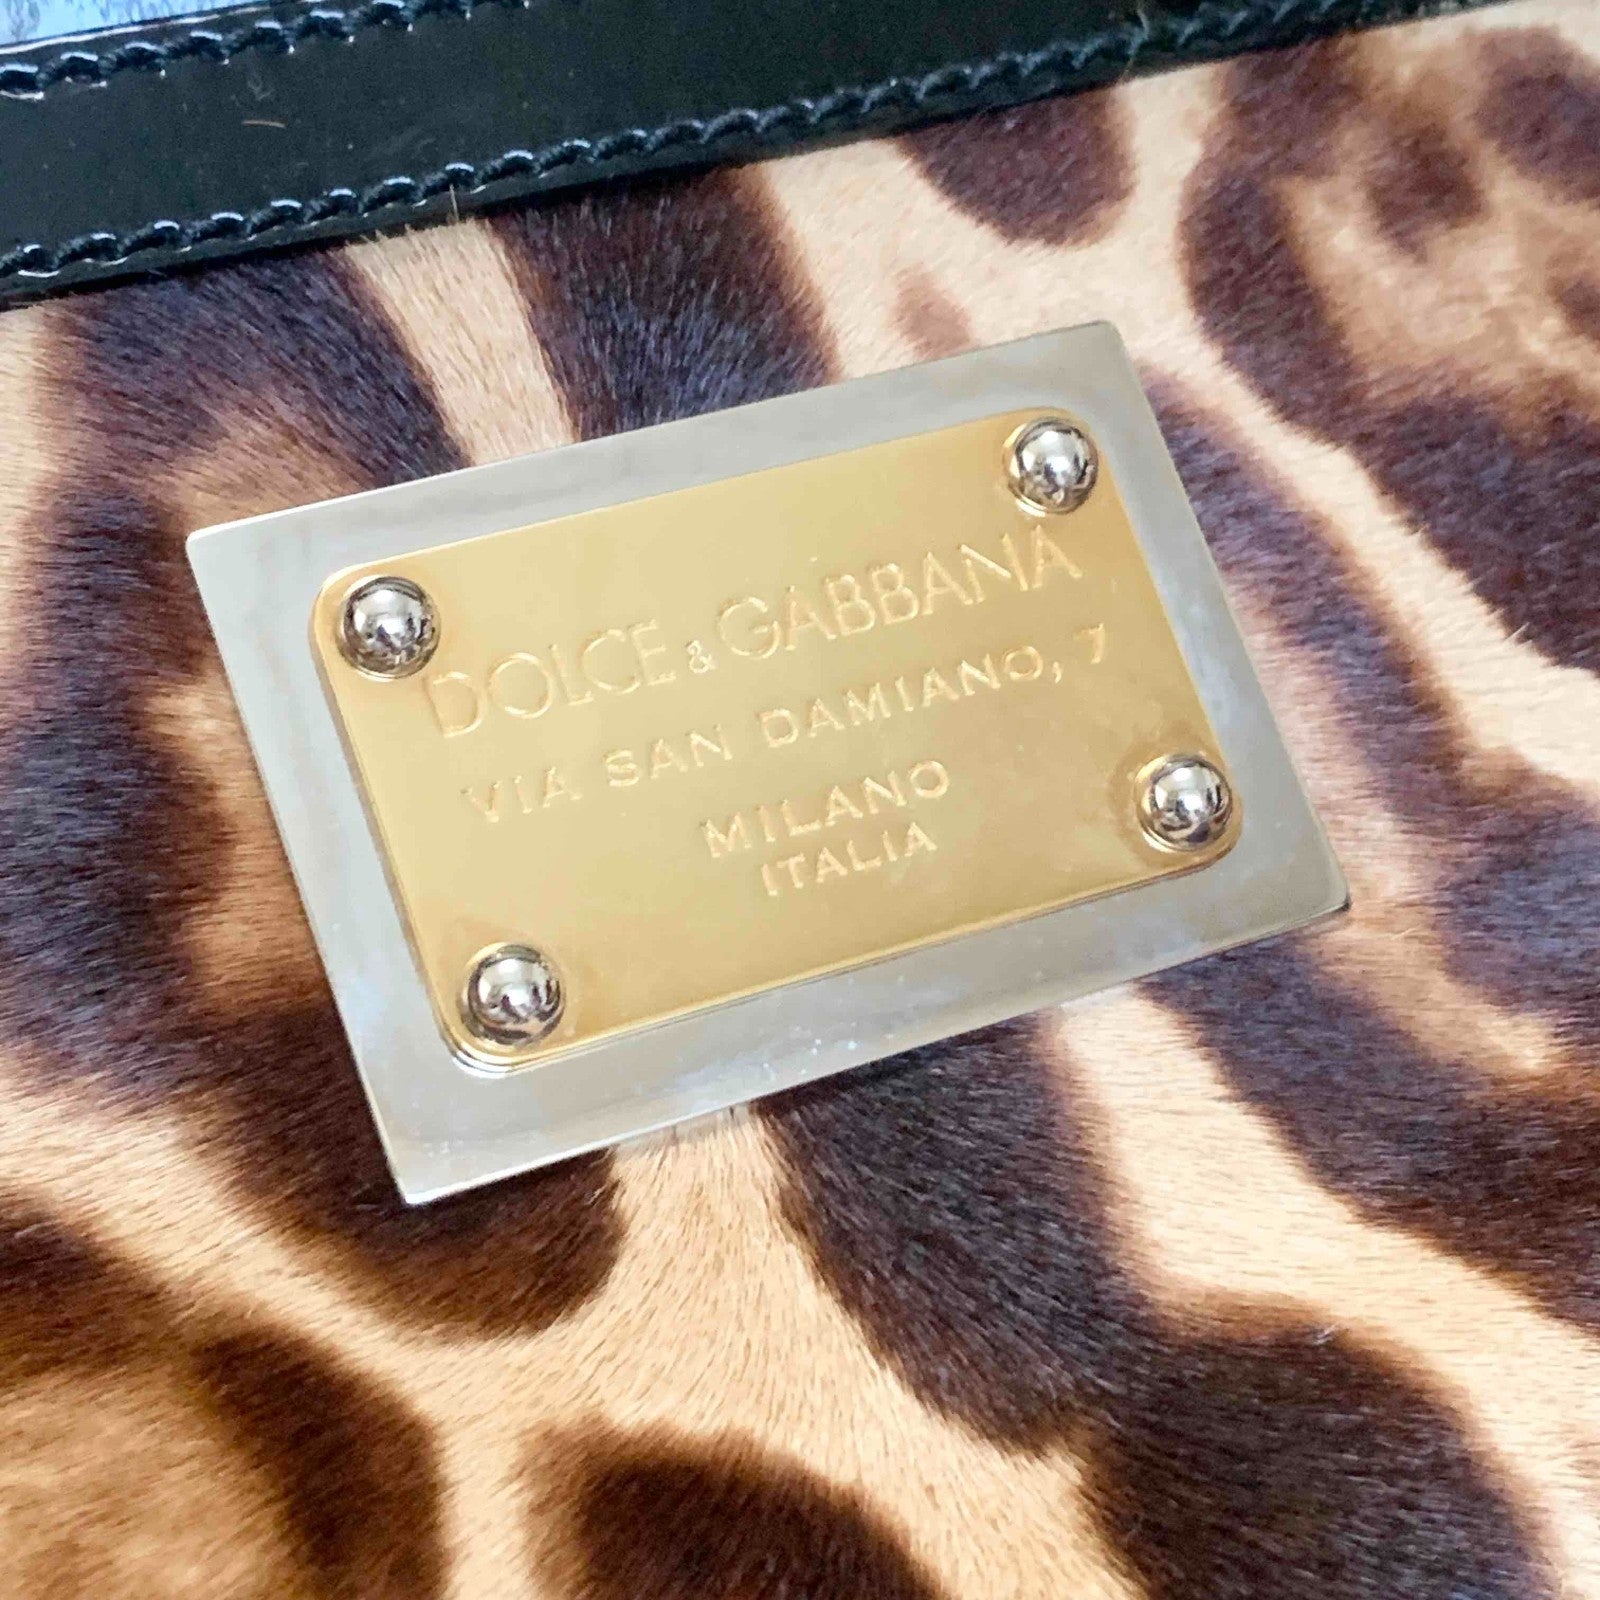 DOLCE & GABBANA
VIA SAN DAMIANO, 7
MILANO
ITALIA